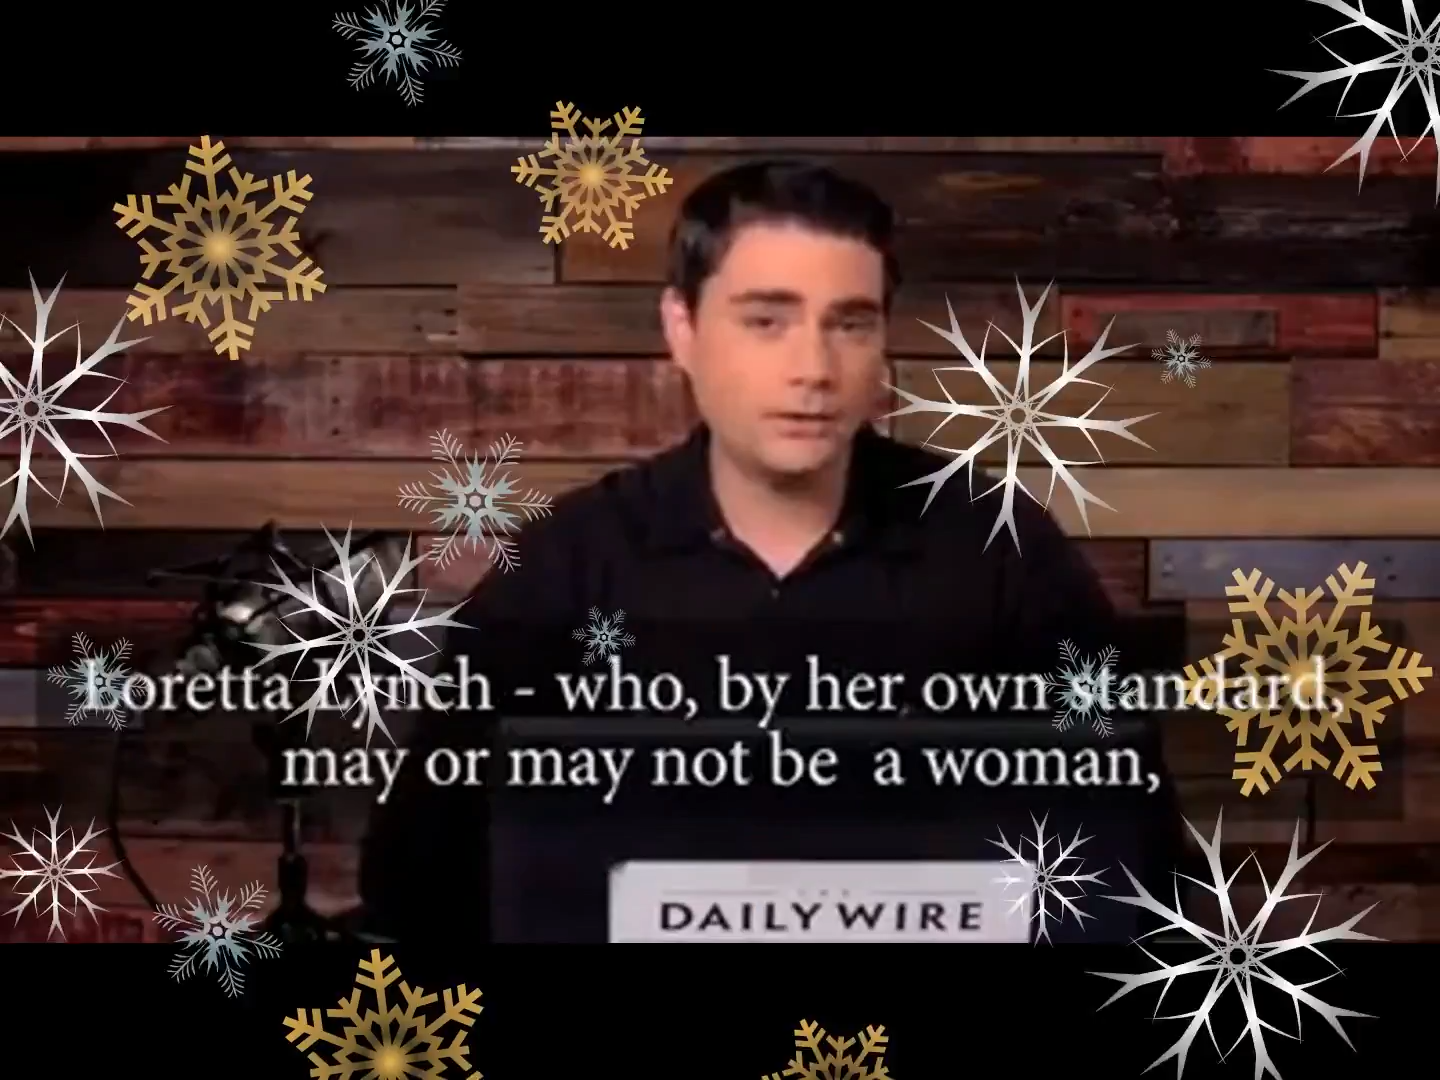 Loretta Lynch - who, by her own standard,
may or may not be a woman,
DAILY WIRE